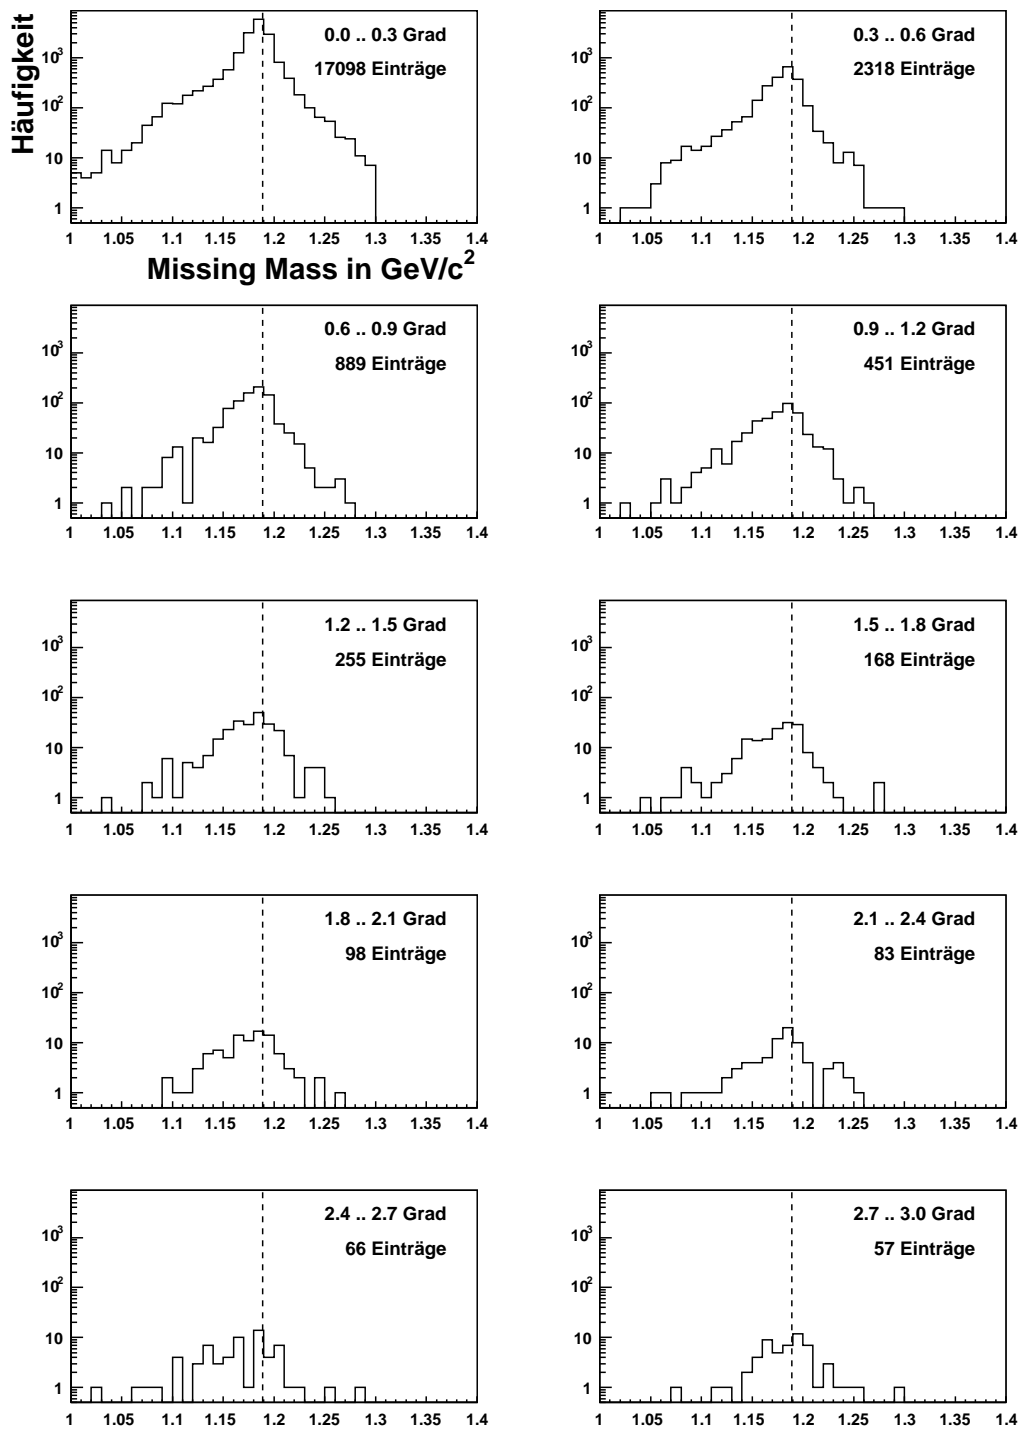 Häufigkeit
0.0 .. 0.3 Grad
17098 Einträge
10³
10²
10
1
1 1.05 1.1 1.15 1.2 1.25 1.3 1.35 1.4
Missing Mass in GeV/c²
0.3 .. 0.6 Grad
2318 Einträge
10³
10²
10
1
1 1.05 1.1 1.15 1.2 1.25 1.3 1.35 1.4
0.6 .. 0.9 Grad
889 Einträge
10³
10²
10
1
1 1.05 1.1 1.15 1.2 1.25 1.3 1.35 1.4
0.9 .. 1.2 Grad
451 Einträge
10³
10²
10
1
1 1.05 1.1 1.15 1.2 1.25 1.3 1.35 1.4
1.2 .. 1.5 Grad
255 Einträge
10³
10²
10
1
1 1.05 1.1 1.15 1.2 1.25 1.3 1.35 1.4
1.5 .. 1.8 Grad
168 Einträge
10³
10²
10
1
1 1.05 1.1 1.15 1.2 1.25 1.3 1.35 1.4
1.8 .. 2.1 Grad
98 Einträge
10³
10²
10
1
1 1.05 1.1 1.15 1.2 1.25 1.3 1.35 1.4
2.1 .. 2.4 Grad
83 Einträge
10³
10²
10
1
1 1.05 1.1 1.15 1.2 1.25 1.3 1.35 1.4
2.4 .. 2.7 Grad
66 Einträge
10³
10²
10
1
1 1.05 1.1 1.15 1.2 1.25 1.3 1.35 1.4
2.7 .. 3.0 Grad
57 Einträge
10³
10²
10
1
1 1.05 1.1 1.15 1.2 1.25 1.3 1.35 1.4